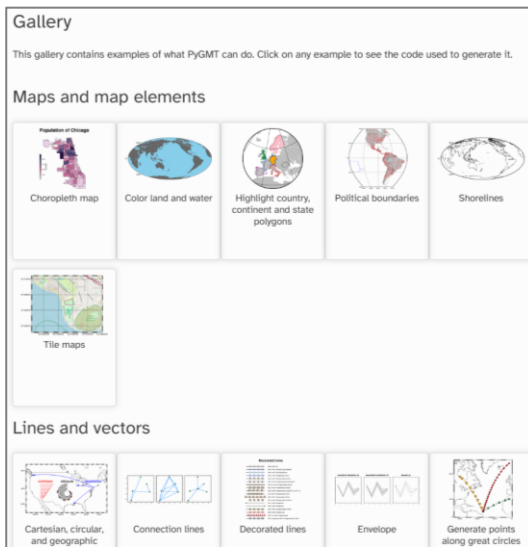 Gallery
This gallery contains examples of what PyGMT can do. Click on any example to see the code used to generate it.
Maps and map elements
Population of Chicago
Choropleth map
Color land and water
Highlight country,
continent and state
polygons
Political boundaries
Shorelines
Tile maps
Lines and vectors
Decorated lines
Cartesian, circular,
and geographic
Connection lines
Decorated lines
Envelope
Generate points
along great circles